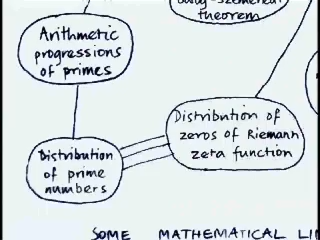 Arithmetic
progressions
of primes
theorem
Distribution of
zeros of Riemann
zeta function
Distribution
of prime
numbers
SOME MATHEMATICAL